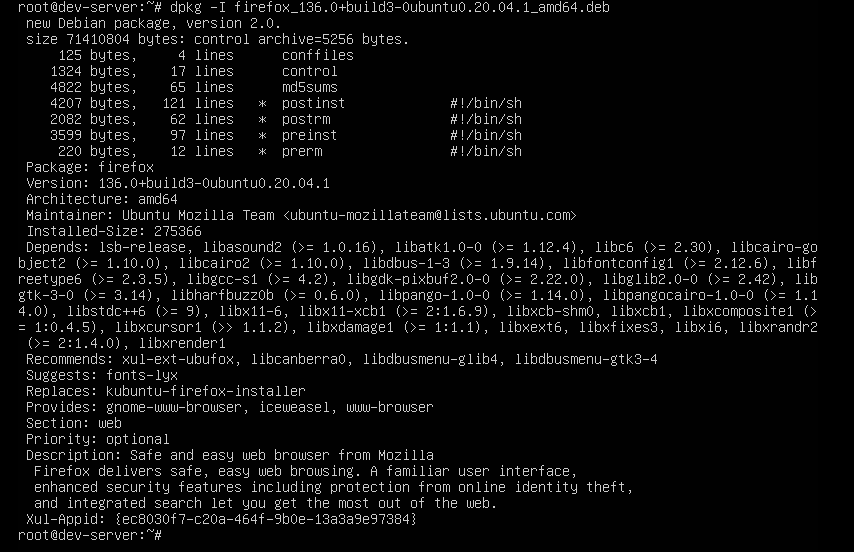 root@dev-server:~# dpkg -I firefox_136.0+build3-0ubuntu0.20.04.1_amd64.deb
 new Debian package, version 2.0.
 size 71410804 bytes: control archive=5256 bytes.
     125 bytes,     4 lines      conffiles
    1324 bytes,    17 lines      control
    4822 bytes,    65 lines      md5sums
    4207 bytes,   121 lines   *  postinst             #!/bin/sh
    2082 bytes,    62 lines   *  postrm               #!/bin/sh
    3599 bytes,    97 lines   *  preinst              #!/bin/sh
     220 bytes,    12 lines   *  prerm                #!/bin/sh
 Package: firefox
 Version: 136.0+build3-0ubuntu0.20.04.1
 Architecture: amd64
 Maintainer: Ubuntu Mozilla Team <ubuntu-mozillateam@lists.ubuntu.com>
 Installed-Size: 275366
 Depends: lsb-release, libasound2 (>= 1.0.16), libatk1.0-0 (>= 1.12.4), libc6 (>= 2.30), libcairo-go
bject2 (>= 1.10.0), libcairo2 (>= 1.10.0), libdbus-1-3 (>= 1.9.14), libfontconfig1 (>= 2.12.6), libf
reetype6 (>= 2.3.5), libgcc-s1 (>= 4.2), libgdk-pixbuf2.0-0 (>= 2.22.0), libglib2.0-0 (>= 2.42), lib
gtk-3-0 (>= 3.14), libharfbuzz0b (>= 0.6.0), libpango-1.0-0 (>= 1.14.0), libpangocairo-1.0-0 (>= 1.1
4.0), libstdc++6 (>= 9), libx11-6, libx11-xcb1 (>= 2:1.6.9), libxcb-shm0, libxcb1, libxcomposite1 (>
= 1:0.4.5), libxcursor1 (>> 1.1.2), libxdamage1 (>= 1:1.1), libxext6, libxfixes3, libxi6, libxrandr2
 (>= 2:1.4.0), libxrender1
 Recommends: xul-ext-ubufox, libcanberra0, libdbusmenu-glib4, libdbusmenu-gtk3-4
 Suggests: fonts-lyx
 Replaces: kubuntu-firefox-installer
 Provides: gnome-www-browser, iceweasel, www-browser
 Section: web
 Priority: optional
 Description: Safe and easy web browser from Mozilla
  Firefox delivers safe, easy web browsing. A familiar user interface,
  enhanced security features including protection from online identity theft,
  and integrated search let you get the most out of the web.
 Xul-Appid: {ec8030f7-c20a-464f-9b0e-13a3a9e97384}
root@dev-server:~#